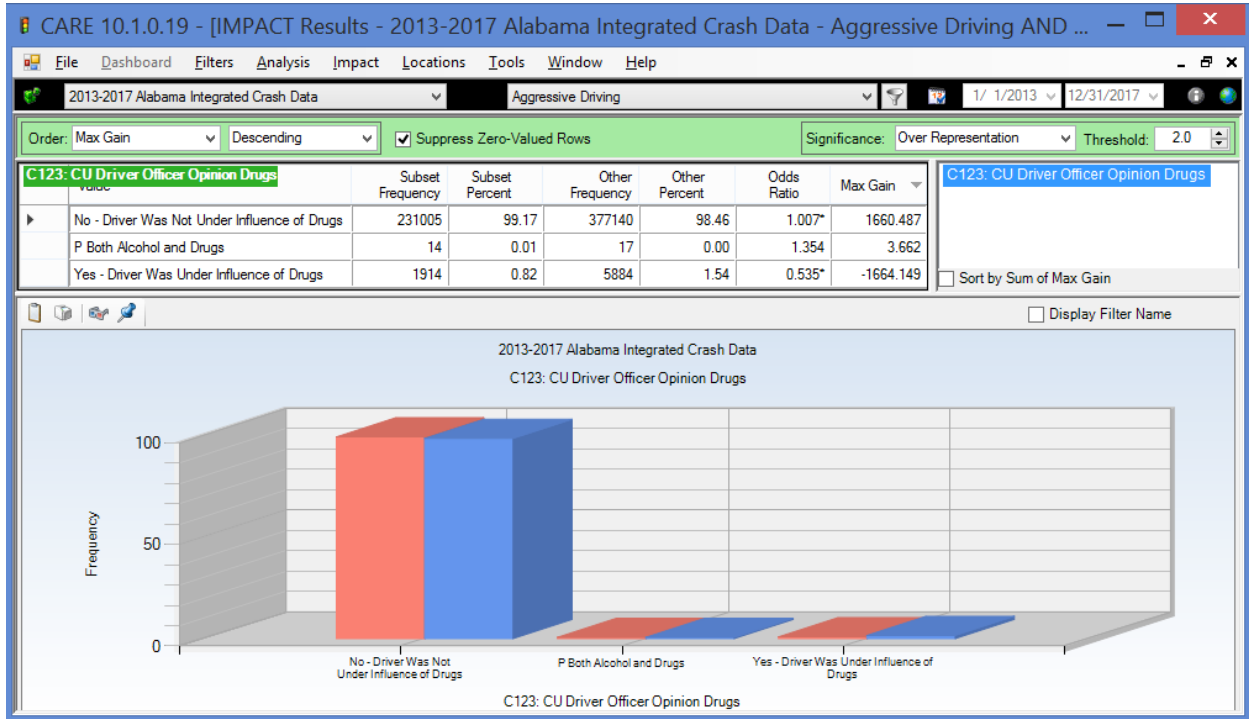 CARE 10.1.0.19 - [IMPACT Results - 2013-2017 Alabama Integrated Crash Data - Aggressive Driving AND ...
File Dashboard Filters Analysis Impact Locations Tools Window Help
2013-2017 Alabama Integrated Crash Data Aggressive Driving 1/ 1/2013 12/31/2017
Order: Max Gain Descending Suppress Zero-Valued Rows Significance: Over Representation Threshold: 2.0
C123: CU Driver Officer Opinion Drugs
Subset Frequency Subset Percent Other Frequency Other Percent Odds Ratio Max Gain
No - Driver Was Not Under Influence of Drugs 231005 99.17 377140 98.46 1.007* 1660.487
P Both Alcohol and Drugs 14 0.01 17 0.00 1.354 3.662
Yes - Driver Was Under Influence of Drugs 1914 0.82 5884 1.54 0.535* -1664.149
C123: CU Driver Officer Opinion Drugs
Sort by Sum of Max Gain
Display Filter Name
2013-2017 Alabama Integrated Crash Data
C123: CU Driver Officer Opinion Drugs
Frequency
100
50
0
No - Driver Was Not
Under Influence of Drugs
P Both Alcohol and Drugs
Yes - Driver Was Under Influence of
Drugs
C123: CU Driver Officer Opinion Drugs